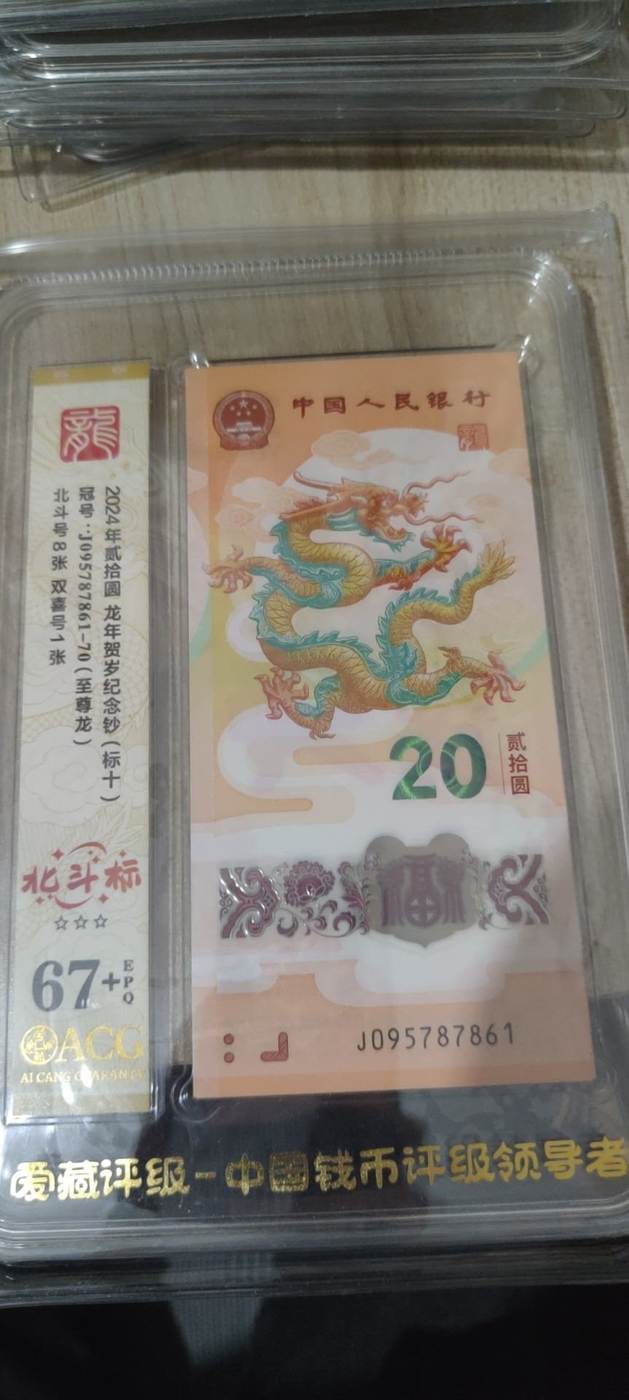 龍
2024年贰拾圆 龙年贺岁纪念钞(标十)
冠号:J095787861-70(至尊龙)
北斗号8张 双喜号1张
北斗标
67+EPQ
ACG
AI CANG GUARANTY
中国人民银行
20
贰拾圆
福
J095787861
爱藏评级-中国钱币评级领导者